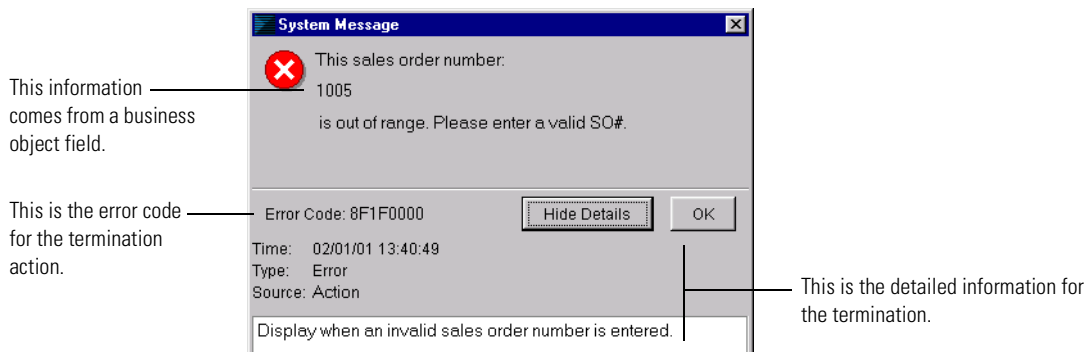 System Message
This sales order number:
1005
is out of range. Please enter a valid SO#.
This information
comes from a business
object field.
This is the error code
for the termination
action.
Error Code: 8F1F0000
Hide Details
OK
Time: 02/01/01 13:40:49
Type: Error
Source: Action
This is the detailed information for
the termination.
Display when an invalid sales order number is entered.